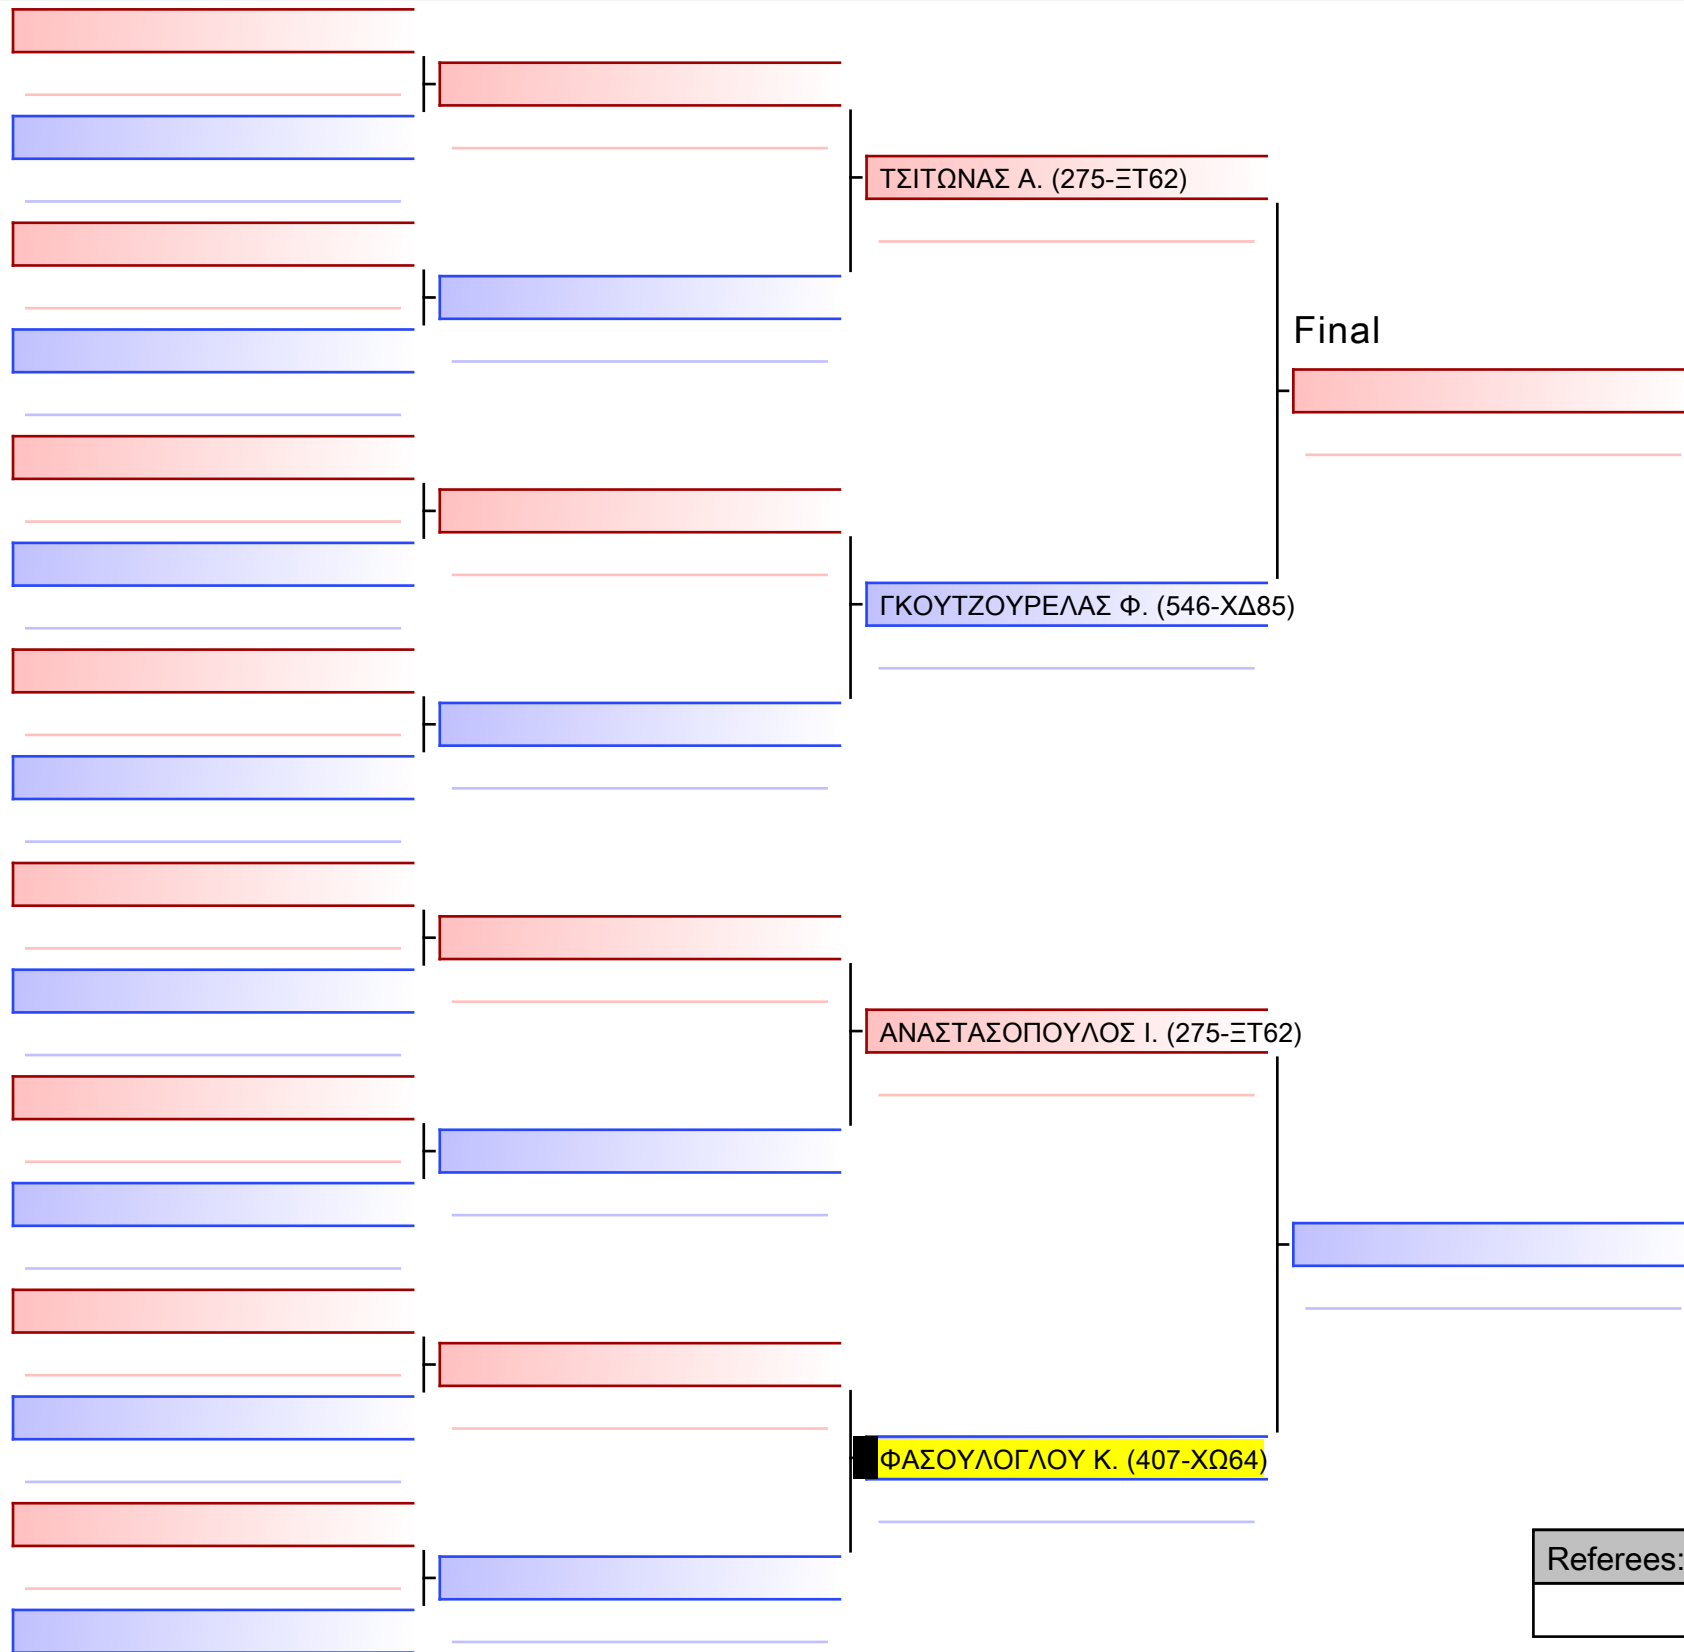 ΤΣΙΤΩΝΑΣ Α. (275-ΞΤ62)
Final
ΓΚΟΥΤΖΟΥΡΕΛΑΣ Φ. (546-ΧΔ85)
ΑΝΑΣΤΑΣΟΠΟΥΛΟΣ Ι. (275-ΞΤ62)
ΦΑΣΟΥΛΟΓΛΟΥ Κ. (407-ΧΩ64)
Referees: